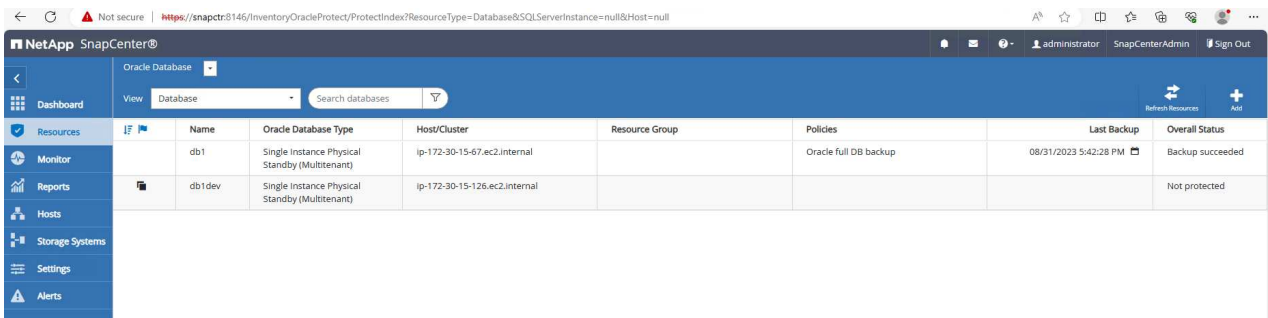 Not secure | https://snapctr:8146/InventoryOracleProtect/ProtectIndex?ResourceType=Database&SQLServerInstance=null&Host=null
NetApp SnapCenter®
administrator SnapCenterAdmin Sign Out
Oracle Database
View Database Search databases
Refresh Resources Add
Dashboard
Resources
Monitor
Reports
Hosts
Storage Systems
Settings
Alerts
Name Oracle Database Type Host/Cluster Resource Group Policies Last Backup Overall Status
db1 Single Instance Physical Standby (Multitenant) ip-172-30-15-67.ec2.internal Oracle full DB backup 08/31/2023 5:42:28 PM Backup succeeded
db1dev Single Instance Physical Standby (Multitenant) ip-172-30-15-126.ec2.internal Not protected